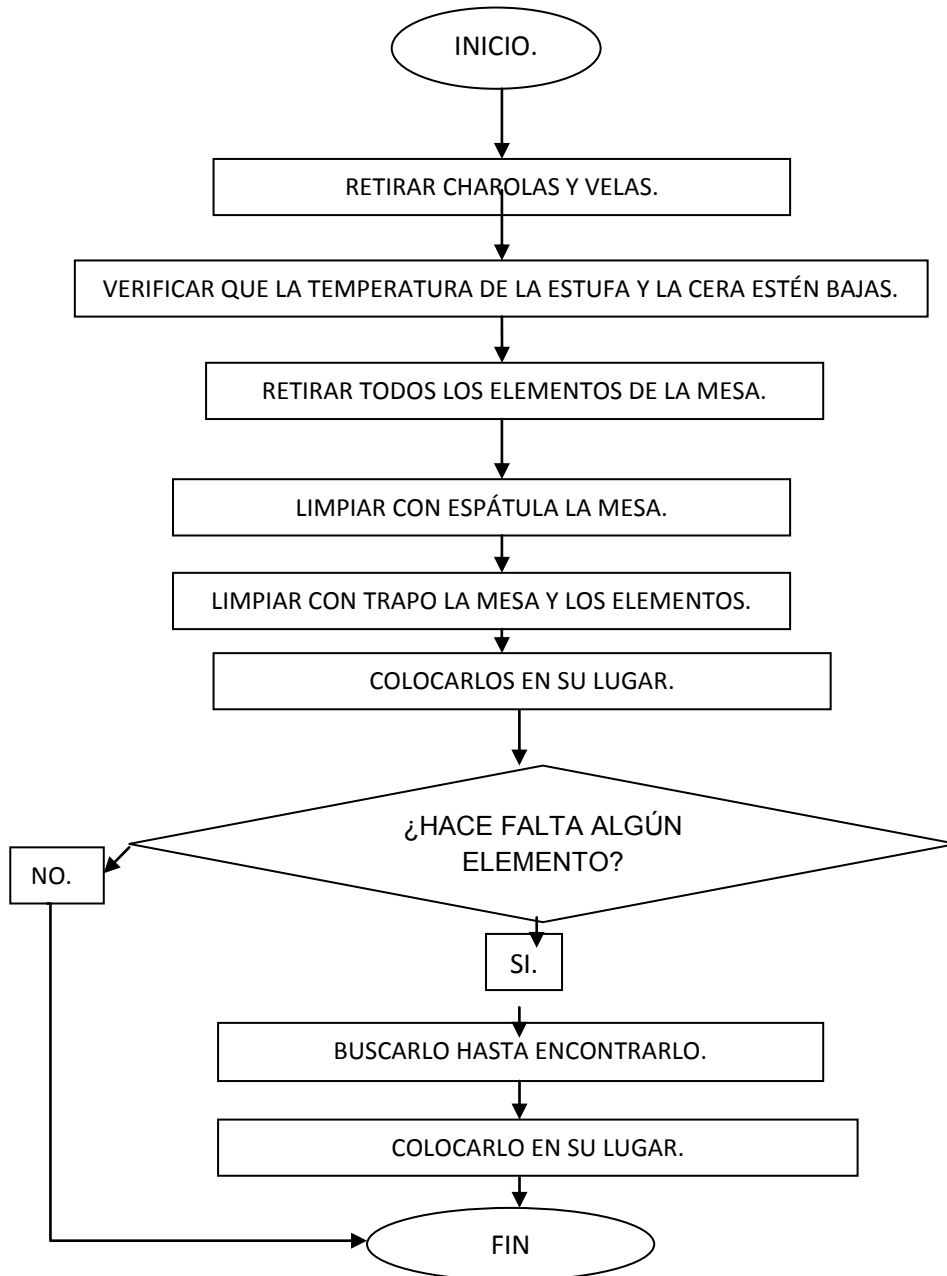 INICIO.
RETIRAR CHAROLAS Y VELAS.
VERIFICAR QUE LA TEMPERATURA DE LA ESTUFA Y LA CERA ESTÉN BAJAS.
RETIRAR TODOS LOS ELEMENTOS DE LA MESA.
LIMPIAR CON ESPÁTULA LA MESA.
LIMPIAR CON TRAPO LA MESA Y LOS ELEMENTOS.
COLOCARLOS EN SU LUGAR.
¿HACE FALTA ALGÚN
ELEMENTO?
NO.
SI.
BUSCARLO HASTA ENCONTRARLO.
COLOCARLO EN SU LUGAR.
FIN